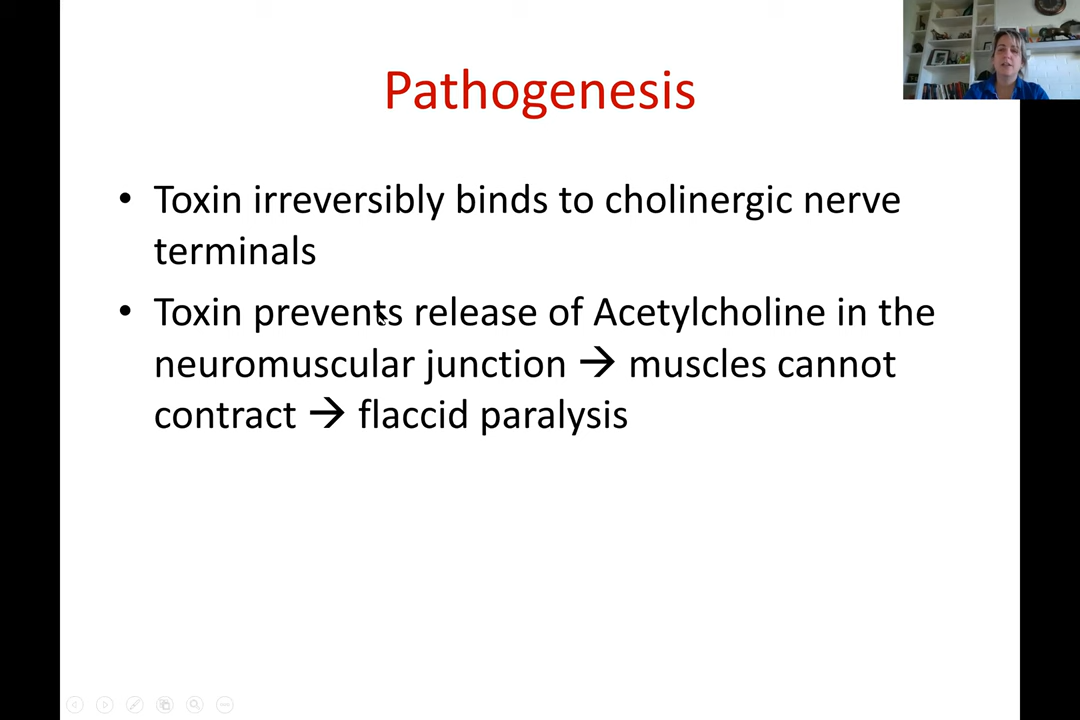 Pathogenesis
• Toxin irreversibly binds to cholinergic nerve
terminals
• Toxin prevents release of Acetylcholine in the
neuromuscular junction → muscles cannot
contract → flaccid paralysis